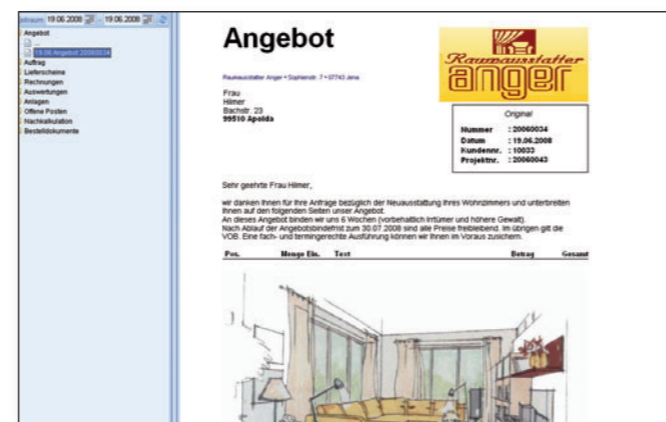 Zeitraum 19.06.2008 - 19.06.2008
Angebot
...
19.06 Angebot 20060034
Auftrag
Lieferscheine
Rechnungen
Auswertungen
Anlagen
Offene Posten
Nachkalkulation
Bestelldokumente
Angebot
Raumausstatter
anger
Raumausstatter Anger • Sophienstr. 7 • 07743 Jena
Frau
Hilmer
Bachstr. 23
99510 Apolda
Original
Nummer : 20060034
Datum : 19.06.2008
Kundennr. : 10033
Projektnr. : 20060043
Sehr geehrte Frau Hilmer,
wir danken Ihnen für Ihre Anfrage bezüglich der Neuausstattung Ihres Wohnzimmers und unterbreiten
Ihnen auf den folgenden Seiten unser Angebot.
An dieses Angebot binden wir uns 6 Wochen (vorbehaltlich Irrtümer und höhere Gewalt).
Nach Ablauf der Angebotsbindefrist zum 30.07.2008 sind alle Preise freibleibend. Im übrigen gilt die
VOB. Eine fach- und termingerechte Ausführung können wir Ihnen im Voraus zusichern.
Pos. Menge Ein. Text Betrag Gesamt